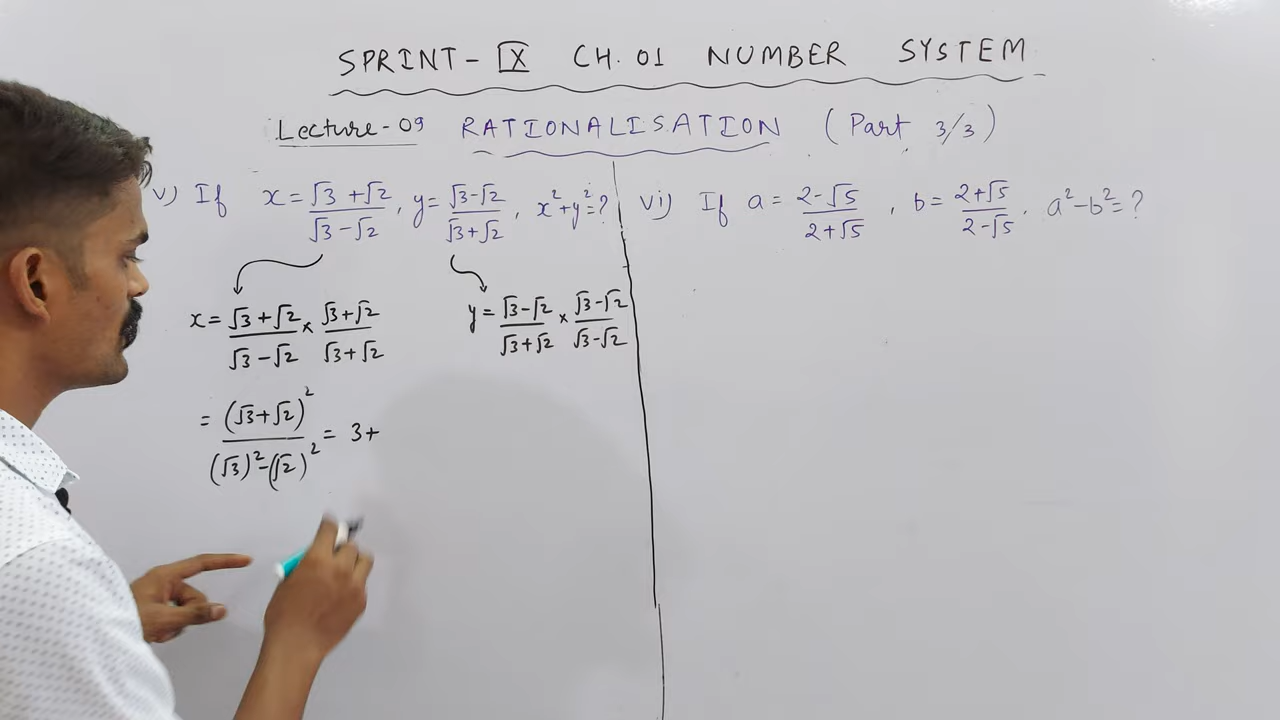 SPRINT-IX CH.01 NUMBER SYSTEM
Lecture-09 RATIONALISATION (Part 3/3)
v) If x = (√3+√2)/(√3-√2), y = (√3-√2)/(√3+√2), x²+y²=?
vi) If a = (2-√5)/(2+√5), b = (2+√5)/(2-√5), a²-b²=?
x = (√3+√2)/(√3-√2) × (√3+√2)/(√3+√2)
y = (√3-√2)/(√3+√2) × (√3-√2)/(√3-√2)
= (√3+√2)²/((√3)²-(√2)²) = 3+